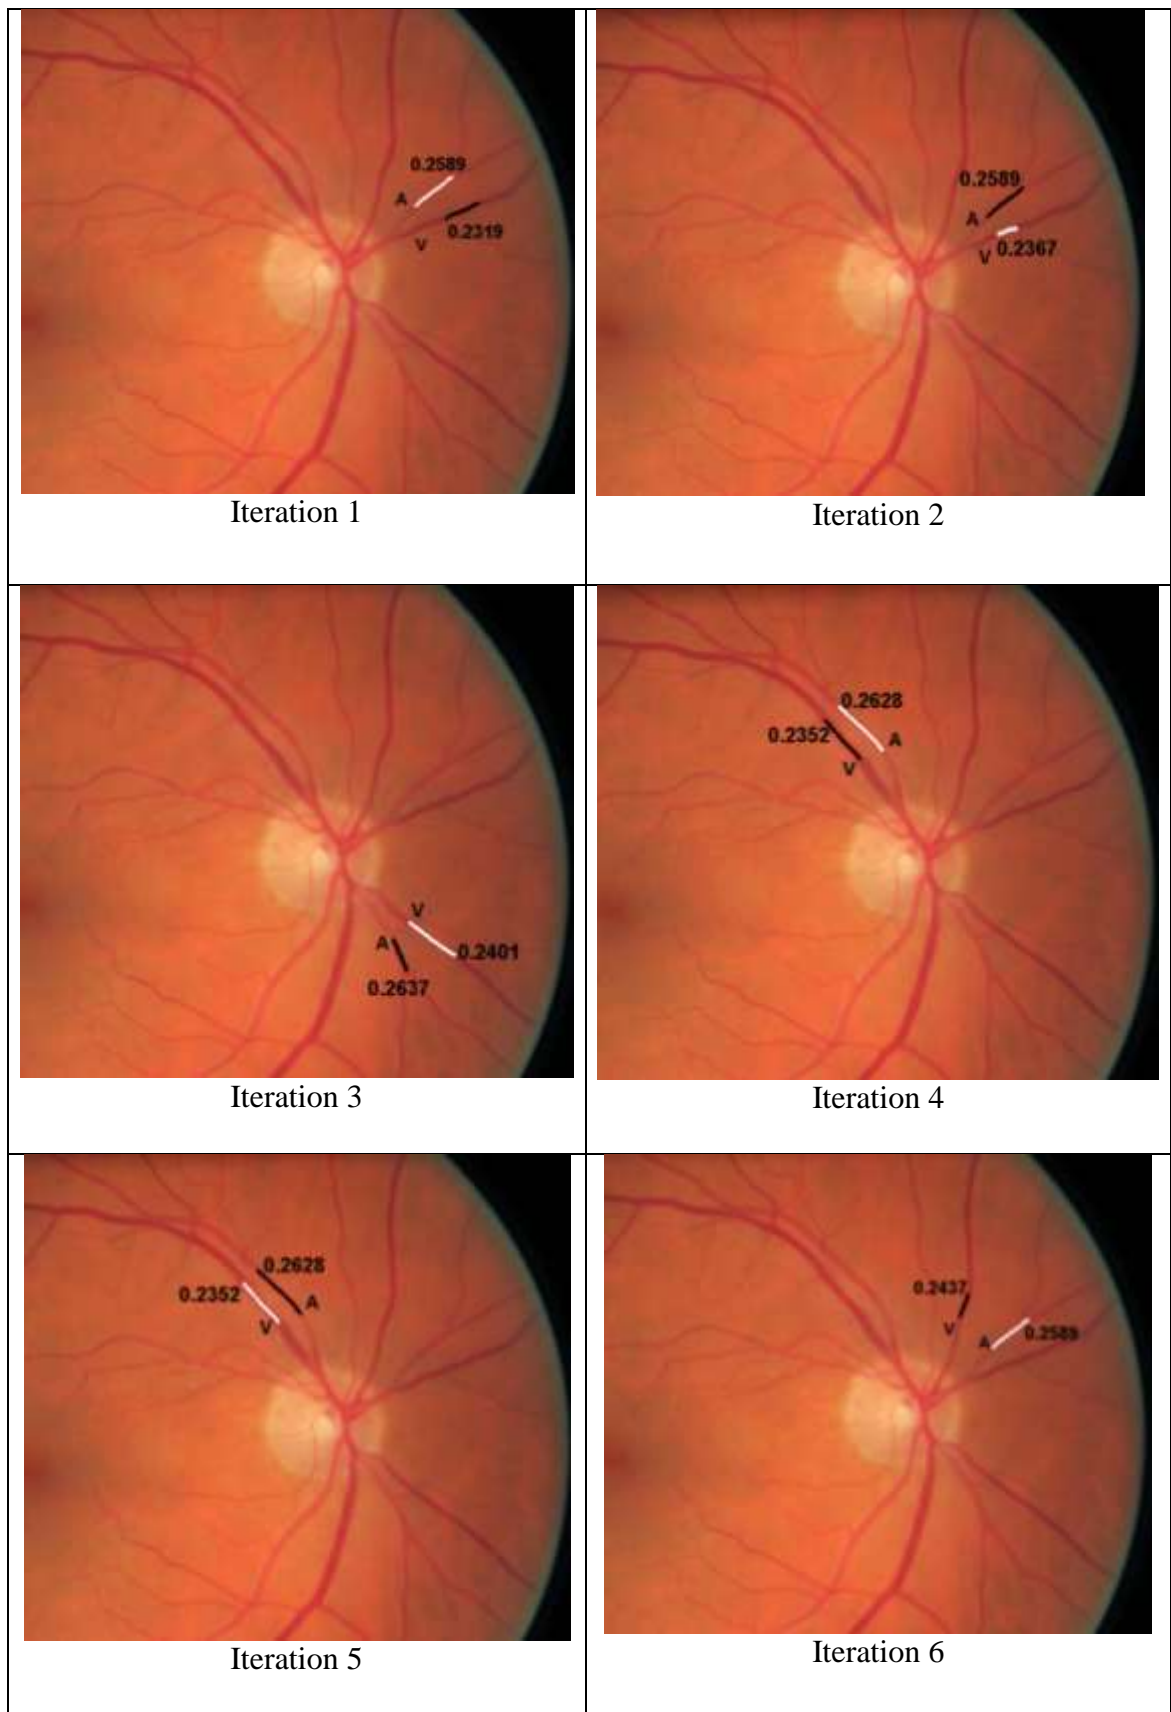 0.2589
A
0.2319
V
Iteration 1
0.2589
A
V 0.2367
Iteration 2
V
A
0.2401
0.2637
Iteration 3
0.2628
0.2352
A
V
Iteration 4
0.2628
0.2352
A
V
Iteration 5
0.2437
V
A
0.2589
Iteration 6